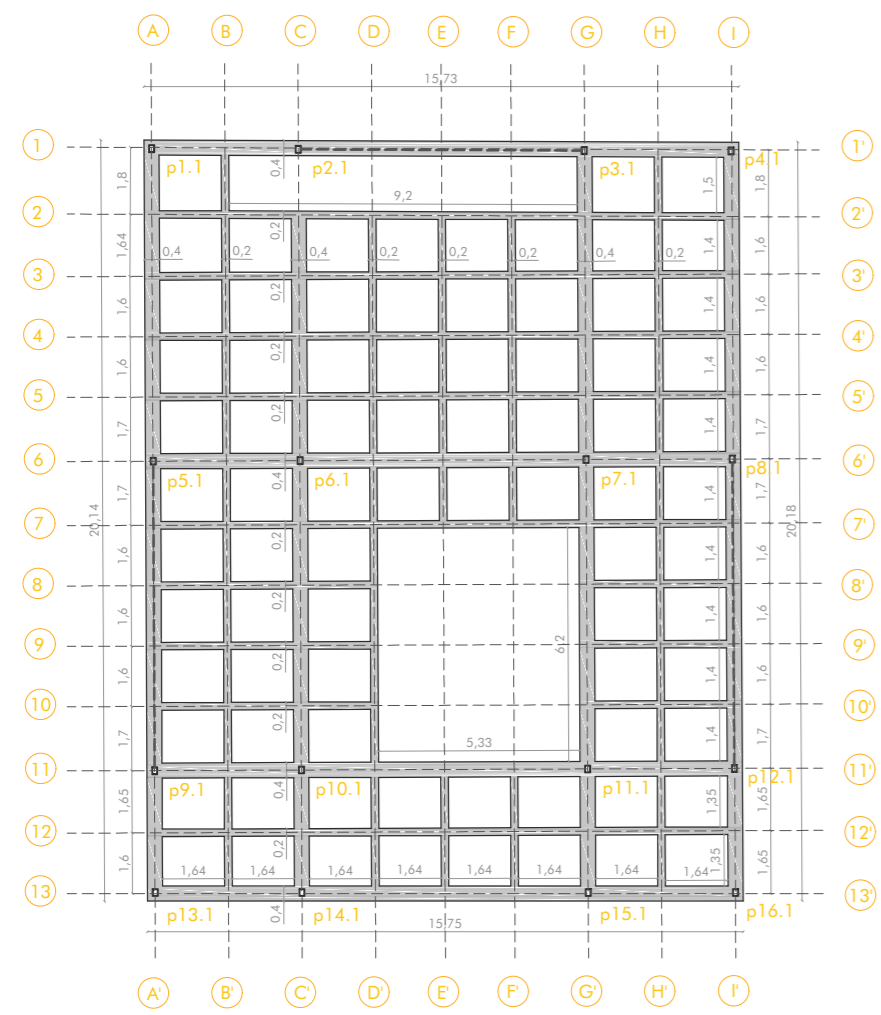 A B C D E F G H I
15,73
1 1'
p1.1 p2.1 p3.1 p4.1
1,8 0,4 1,5 1,8
9,2
2 2'
0,2
1,64 0,4 0,2 0,4 0,2 0,2 0,2 0,4 0,2 1,4 1,6
3 3'
1,6 0,2 1,4 1,6
4 4'
1,6 0,2 1,4 1,6
5 5'
1,7 0,2 1,4 1,7
6 6'
p5.1 p6.1 p7.1 p8.1
1,7 0,4 1,4 1,7
20,14 20,18
7 7'
1,6 0,2 1,4 1,6
8 8'
1,6 0,2 1,4 1,6
9 9'
6,2
1,6 0,2 1,4 1,6
10 10'
1,7 0,2 1,4 1,7
5,33
11 11'
p9.1 p10.1 p11.1 p12.1
1,65 0,4 1,35 1,65
12 12'
1,6 0,2 1,35 1,65
1,64 1,64 1,64 1,64 1,64 1,64 1,64 1,64
13 13'
p13.1 p14.1 p15.1 p16.1
0,4
15,75
A' B' C' D' E' F' G' H' I'